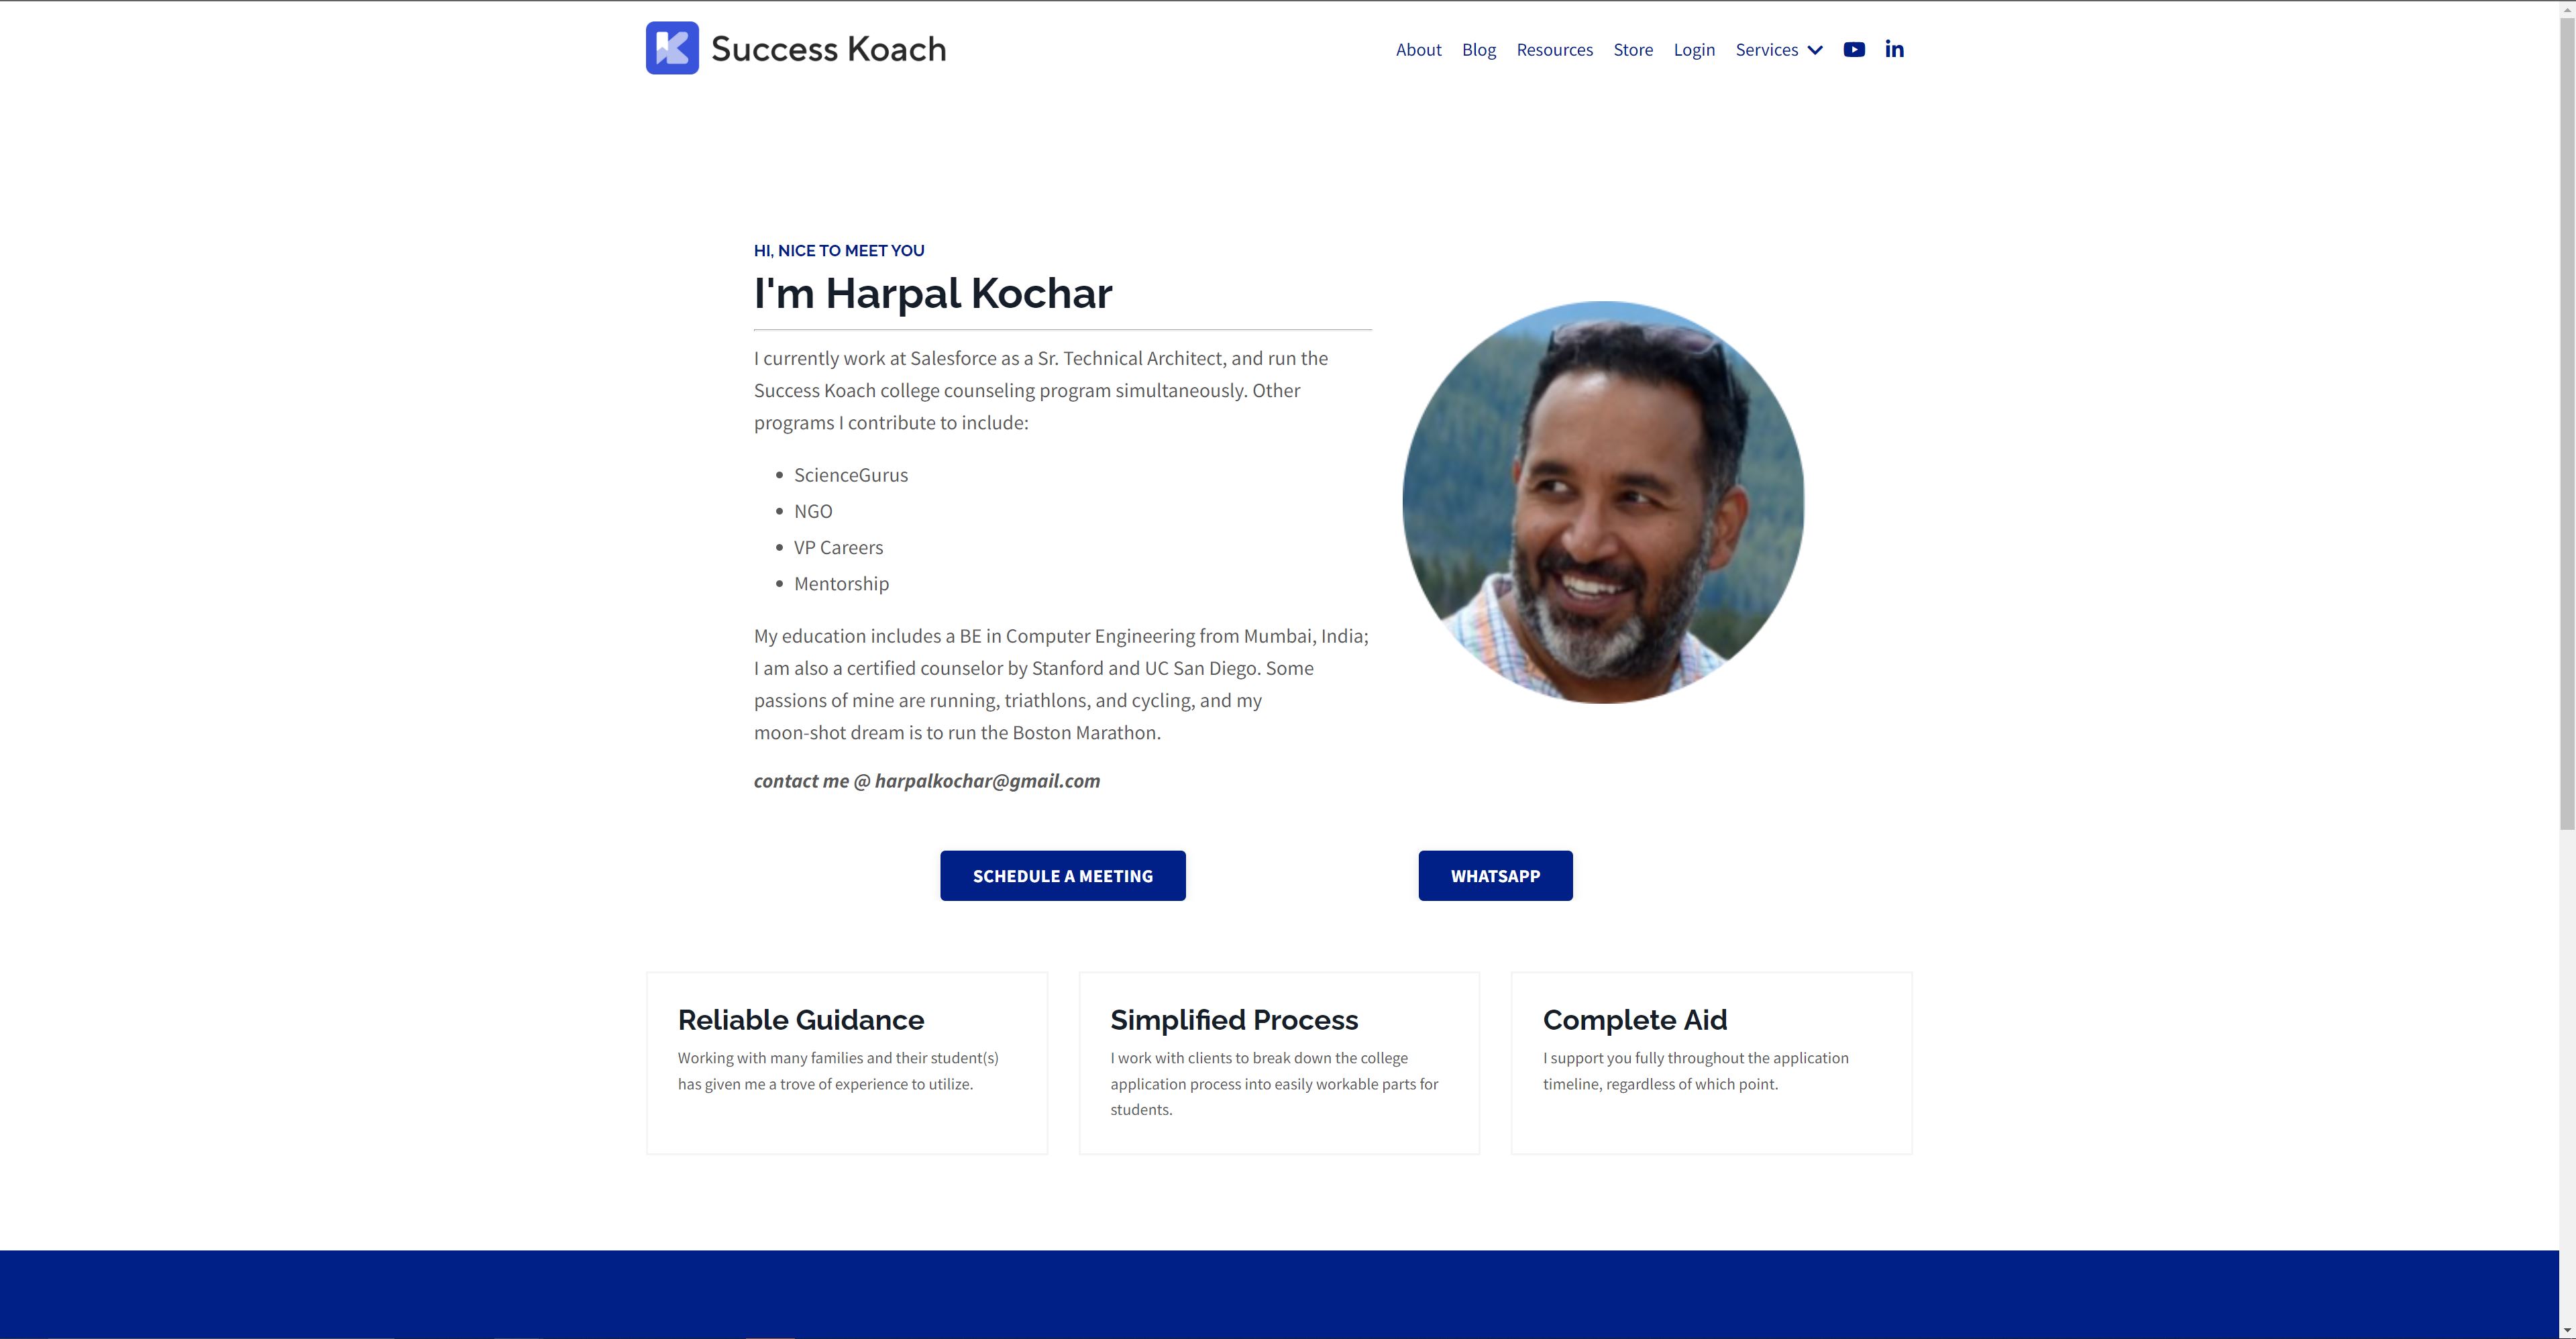 Success Koach
About Blog Resources Store Login Services
HI, NICE TO MEET YOU
I'm Harpal Kochar
I currently work at Salesforce as a Sr. Technical Architect, and run the
Success Koach college counseling program simultaneously. Other
programs I contribute to include:
• ScienceGurus
• NGO
• VP Careers
• Mentorship
My education includes a BE in Computer Engineering from Mumbai, India;
I am also a certified counselor by Stanford and UC San Diego. Some
passions of mine are running, triathlons, and cycling, and my
moon-shot dream is to run the Boston Marathon.
contact me @ harpalkochar@gmail.com
SCHEDULE A MEETING
WHATSAPP
Reliable Guidance
Working with many families and their student(s)
has given me a trove of experience to utilize.
Simplified Process
I work with clients to break down the college
application process into easily workable parts for
students.
Complete Aid
I support you fully throughout the application
timeline, regardless of which point.